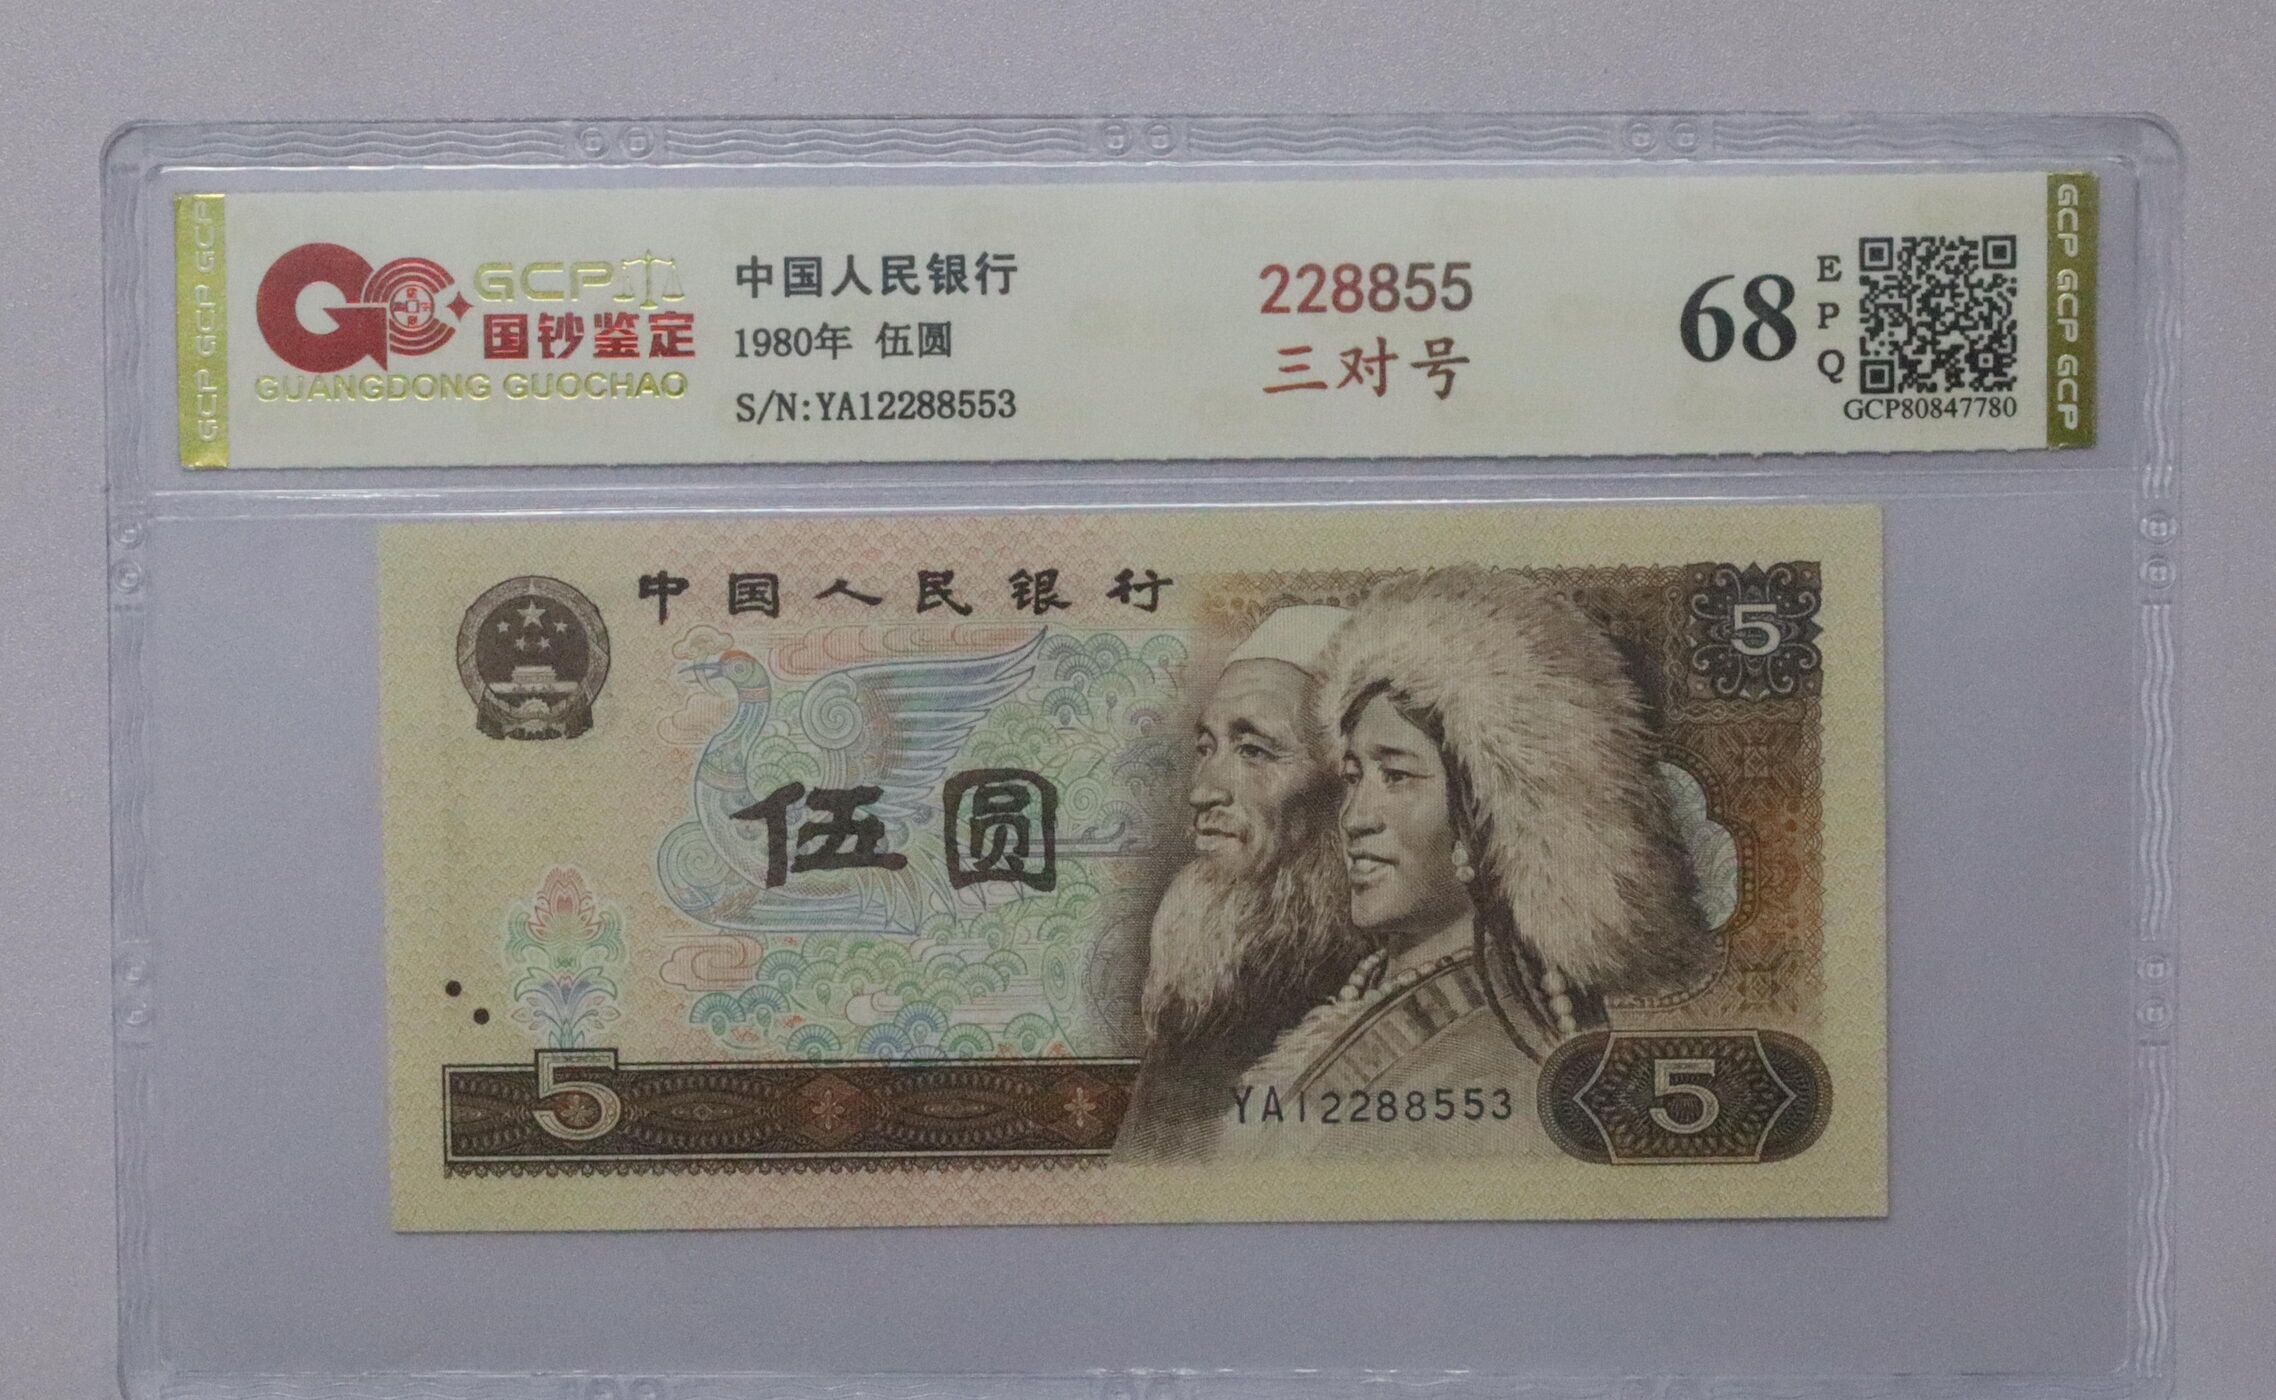 GCP GCP GCP
GCP
国钞鉴定
GUANGDONG GUOCHAO
中国人民银行
1980年 伍圆
S/N:YA12288553
228855
三对号
68
EPQ
GCP80847780
GCP GCP GCP
中国人民银行
5
伍圆
5
YA12288553
5